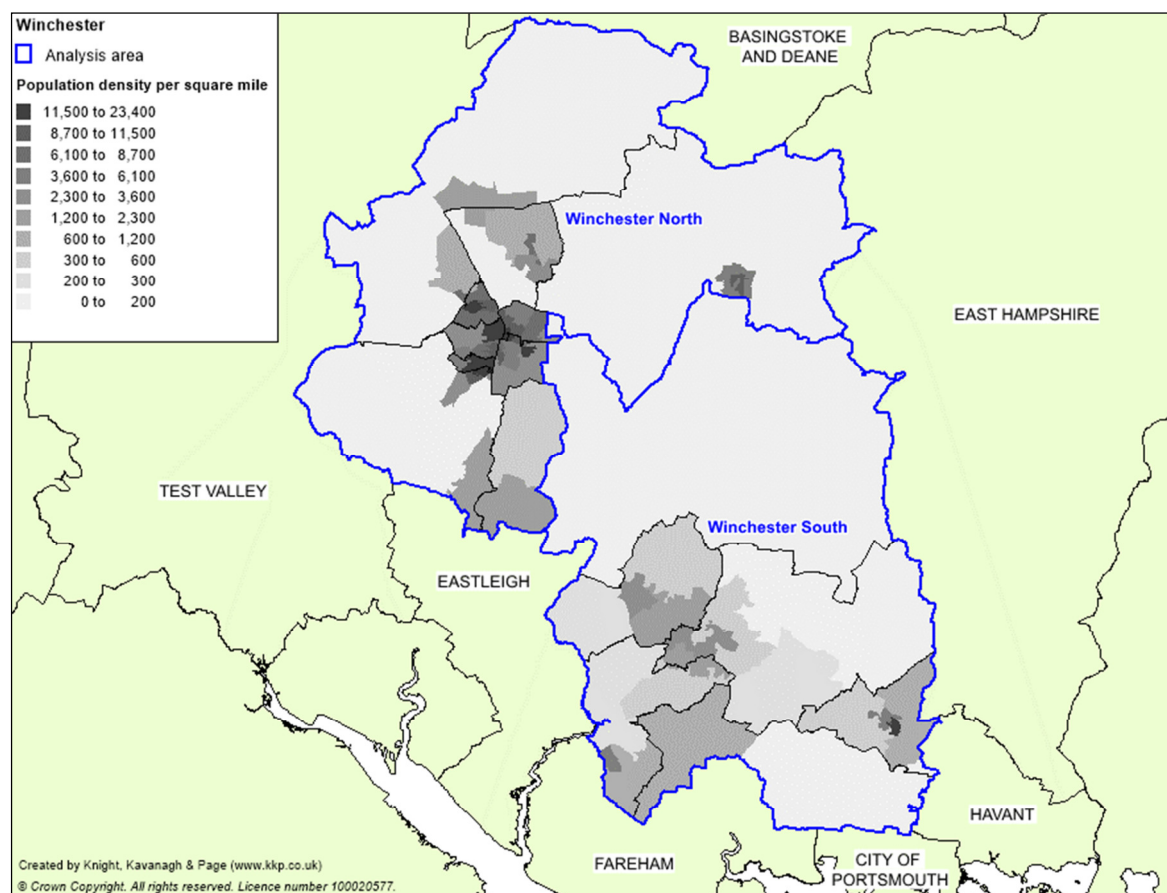 Winchester
Analysis area
Population density per square mile
11,500 to 23,400
8,700 to 11,500
6,100 to 8,700
3,600 to 6,100
2,300 to 3,600
1,200 to 2,300
600 to 1,200
300 to 600
200 to 300
0 to 200
BASINGSTOKE
AND DEANE
Winchester North
EAST HAMPSHIRE
TEST VALLEY
Winchester South
EASTLEIGH
HAVANT
FAREHAM
CITY OF
PORTSMOUTH
Created by Knight, Kavanagh & Page (www.kkp.co.uk)
© Crown Copyright. All rights reserved. Licence number 100020577.